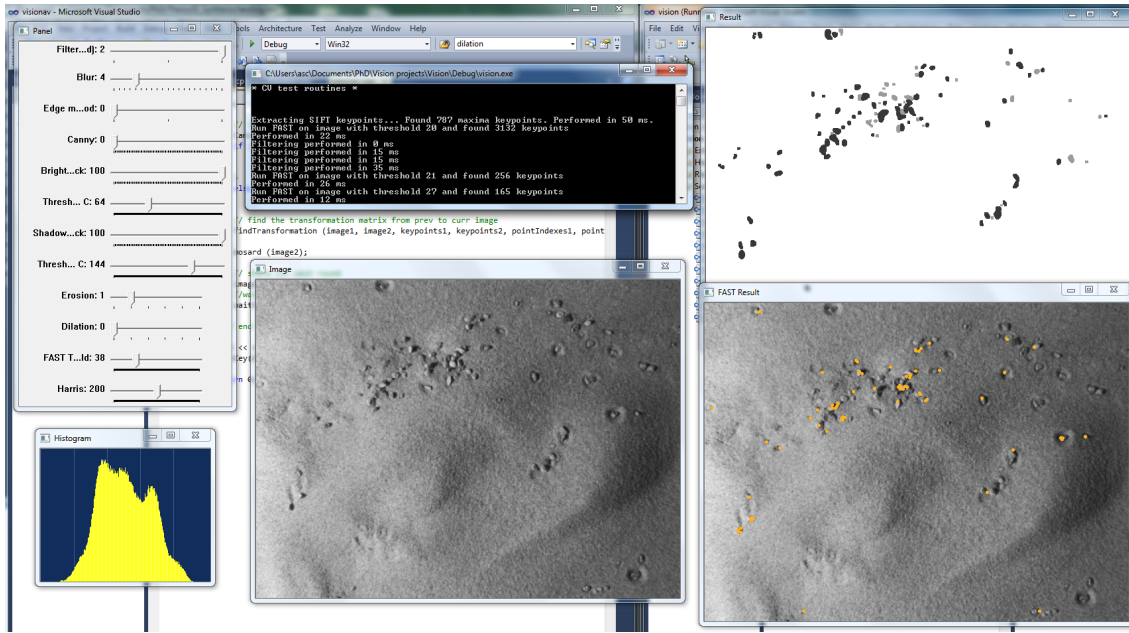 visionav - Microsoft Visual Studio
vision (Runn
Panel
ols Architecture Test Analyze Window Help
File Edit Vi
Result
Debug Win32 dilation
Filter...d): 2
Blur: 4
Edge m...od: 0
Canny: 0
Bright...ck: 100
Thresh... C: 64
Shadow...ck: 100
Thresh... C: 144
Erosion: 1
Dilation: 0
FAST T...ld: 38
Harris: 200
C:\Users\asc\Documents\PhD\Vision projects\Vision\Debug\vision.exe
* CV test routines *
Extracting SIFT keypoints... Found 787 maxima keypoints. Performed in 50 ms.
Run FAST on image with threshold 20 and found 3132 keypoints
Performed in 22 ms
Filtering performed in 0 ms
Filtering performed in 15 ms
Filtering performed in 15 ms
Filtering performed in 35 ms
Run FAST on image with threshold 21 and found 256 keypoints
Performed in 26 ms
Run FAST on image with threshold 27 and found 165 keypoints
Performed in 12 ms
// find the transformation matrix from prev to curr image
findTransformation (image1, image2, keypoints1, keypoints2, pointIndexes1, point
osard (image2);
Image
FAST Result
Histogram